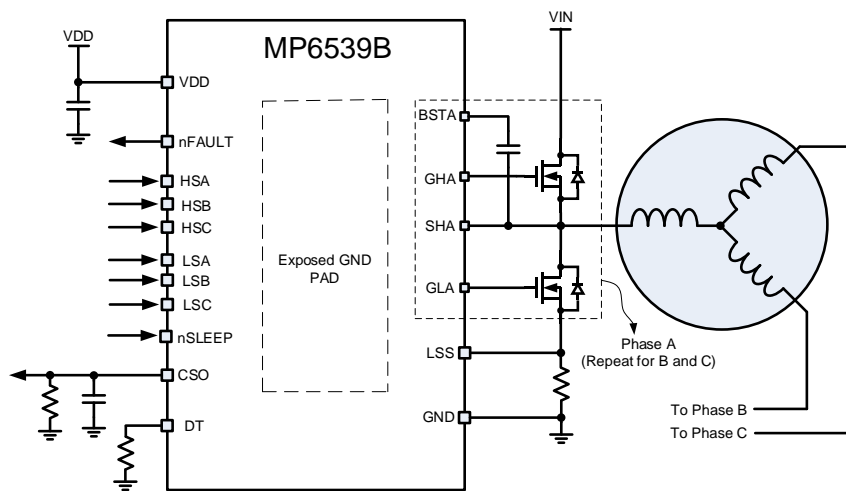 VDD
MP6539B
VIN
VDD
nFAULT
HSA
HSB
HSC
LSA
LSB
LSC
nSLEEP
CSO
DT
Exposed GND
PAD
BSTA
GHA
SHA
GLA
LSS
GND
Phase A
(Repeat for B and C)
To Phase B
To Phase C